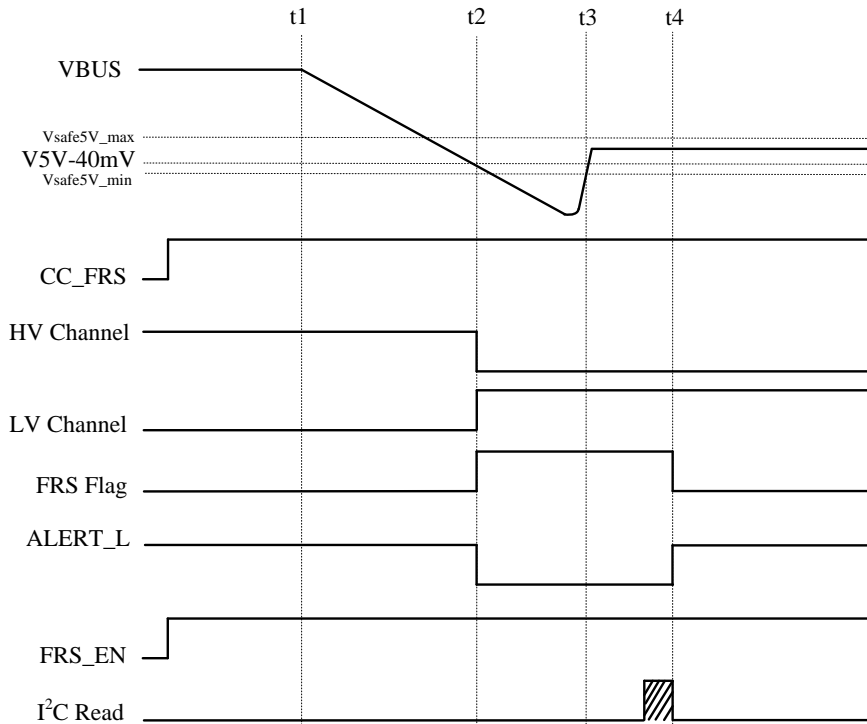 t1 t2 t3 t4
VBUS
Vsafe5V_max
V5V-40mV
Vsafe5V_min
CC_FRS
HV Channel
LV Channel
FRS Flag
ALERT_L
FRS_EN
I²C Read